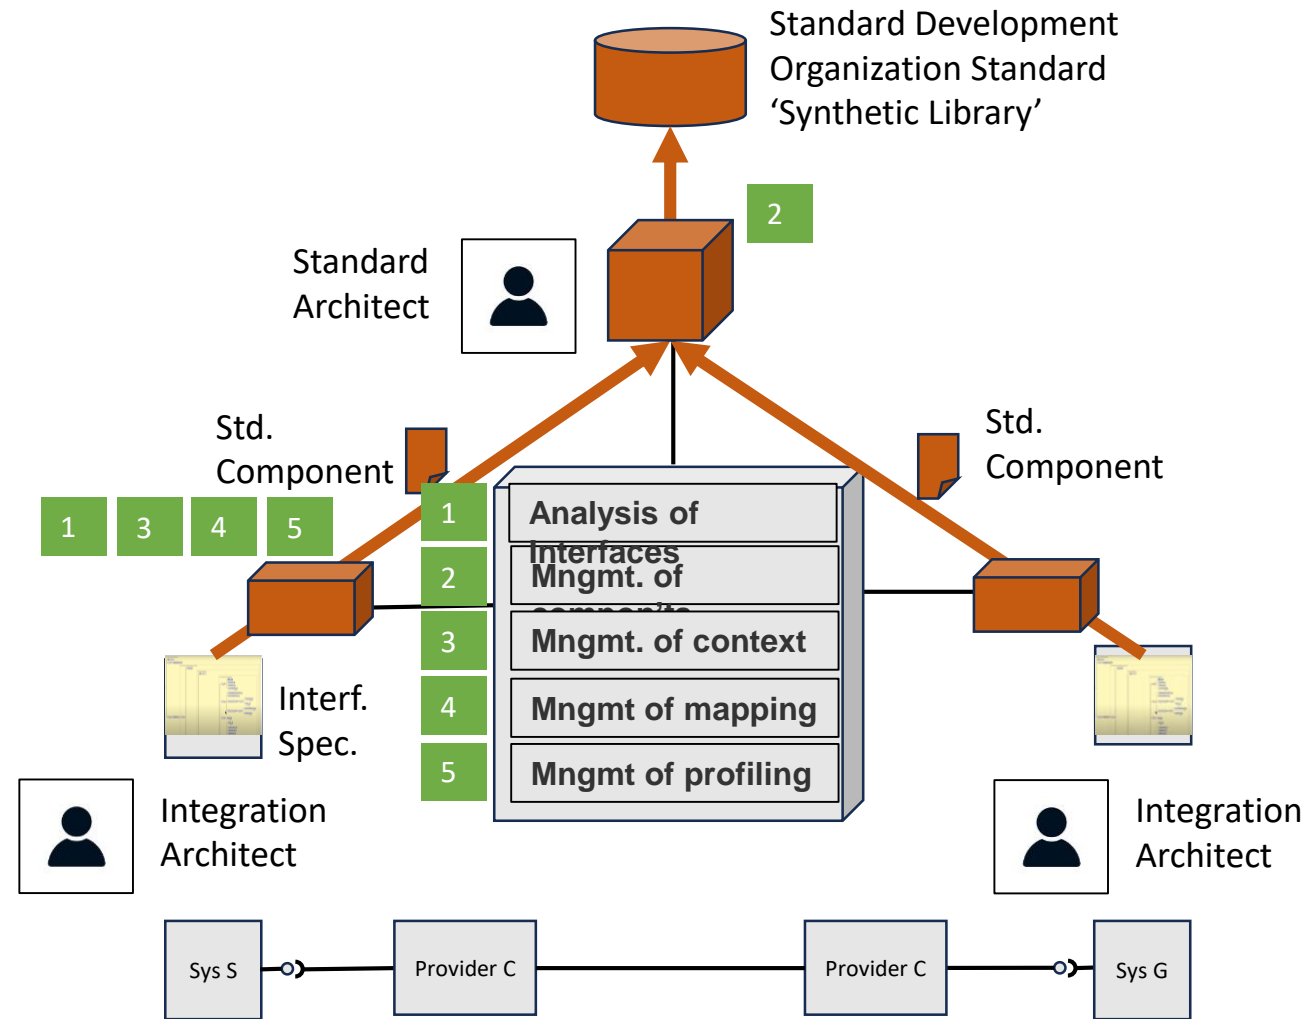 Standard Development
Organization Standard
‘Synthetic Library’
2
Standard
Architect
Std.
Component
Std.
Component
1
3
4
5
1
Analysis of
Interfaces
2
Mngmt. of
compon’ts
3
Mngmt. of context
4
Mngmt of mapping
5
Mngmt of profiling
Interf.
Spec.
Integration
Architect
Integration
Architect
Sys S
Provider C
Provider C
Sys G